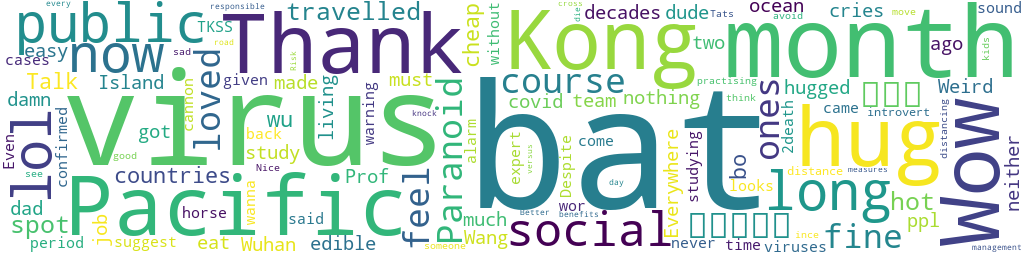 every
responsible
public
TKSS
travelled
Thank
cheap
without
Kong
cross
die
decades
dude
Tats
ocean
avoid
cries
move
sound
month
kids
cases
easy
now
road
sad
Risk
two
ago
Talk
Island
loved
given
made
must
course
practising
think
hugged
Weird
damn
virus
cannon
living
warning
Paranoid
covid
team
nothing
bat
ones
came
introvert
Even
confirmed
got
wu
knock
alarm
expert
versus
come
Despite
Everywhere
studying
bo
2death
hug
distancing
Wow
neither
lol
good
see
back
study
Nice
Prof
day
looks
distance
measures
dad
Pacific
countries
wanna
feel
Better
benefits
long
hot
spot
job
horse
said
much
wor
social
ppl
period
suggest
eat
Wuhan
edible
someone
Wang
never
time
viruses
ince
fine
management